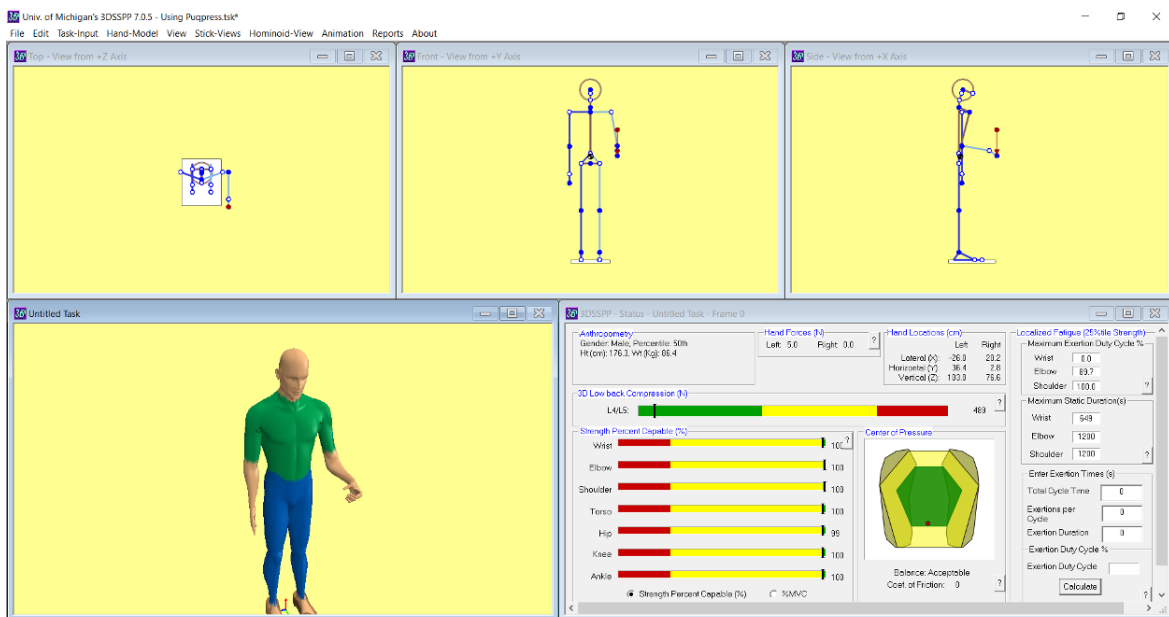 Univ. of Michigan's 3DSSPP 7.0.5 - Using Puqpress.tsk*
File Edit Task-Input Hand-Model View Stick-Views Hominoid-View Animation Reports About
Top - View from +Z Axis
Front - View from +Y Axis
Side - View from +X Axis
Untitled Task
3DSSPP - Status - Untitled Task - Frame 0
Anthropometry
Gender: Male, Percentile: 50th
Ht (cm): 176.3, Wt (Kg): 86.4
Hand Forces (N)
Left: 5.0 Right: 0.0
?
Hand Locations (cm)
Left Right
Lateral (X): -26.0 20.2
Horizontal (Y): 36.4 2.8
Vertical (Z): 103.0 76.6
?
3D Low back Compression (N)
L4/L5: 489
?
Strength Percent Capable (%)
Wrist 100
?
Elbow 100
Shoulder 100
Torso 100
Hip 99
Knee 100
Ankle 100
Strength Percent Capable (%) %MVC
Center of Pressure
Balance: Acceptable
Coef. of Friction: 0
?
Localized Fatigue (25%tile Strength)
Maximum Exertion Duty Cycle %
Wrist 8.0
Elbow 89.7
Shoulder 100.0
?
Maximum Static Duration(s)
Wrist 649
Elbow 1200
Shoulder 1200
?
Enter Exertion Times (s)
Total Cycle Time 0
Exertions per
Cycle 0
Exertion Duration 0
Exertion Duty Cycle %
Exertion Duty Cycle
Calculate
?